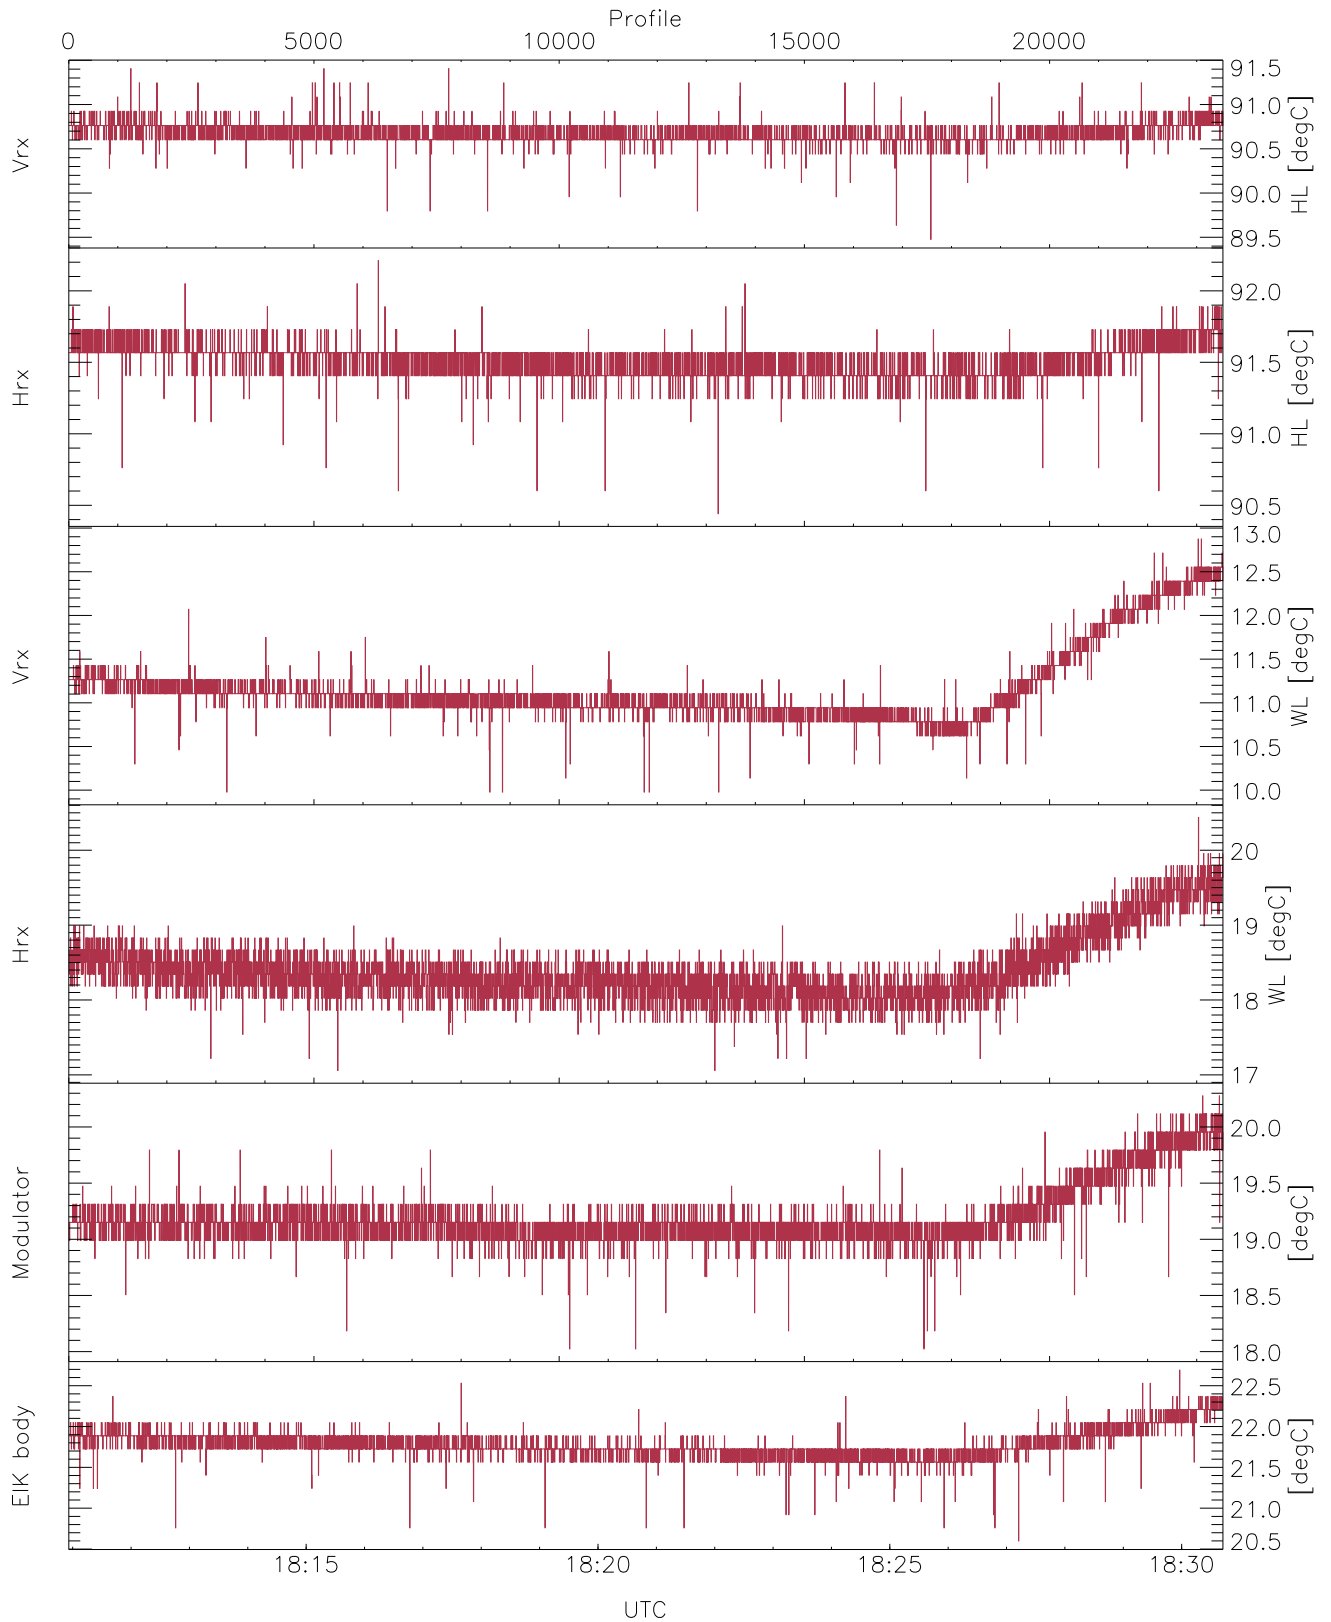 Profile
0 5000 10000 15000 20000
Vrx
91.5
91.0
90.5
90.0
89.5
HL [degC]
Hrx
92.0
91.5
91.0
90.5
HL [degC]
Vrx
13.0
12.5
12.0
11.5
11.0
10.5
10.0
WL [degC]
Hrx
20
19
18
17
WL [degC]
Modulator
20.0
19.5
19.0
18.5
18.0
[degC]
EIK body
22.5
22.0
21.5
21.0
20.5
[degC]
18:15 18:20 18:25 18:30
UTC